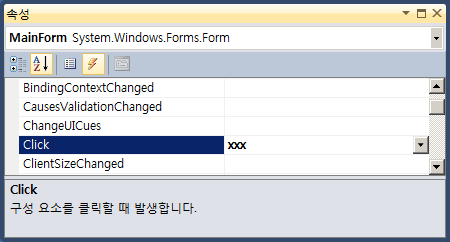 속성
MainForm System.Windows.Forms.Form
BindingContextChanged
CausesValidationChanged
ChangeUICues
Click xxx
ClientSizeChanged
Click
구성 요소를 클릭할 때 발생합니다.